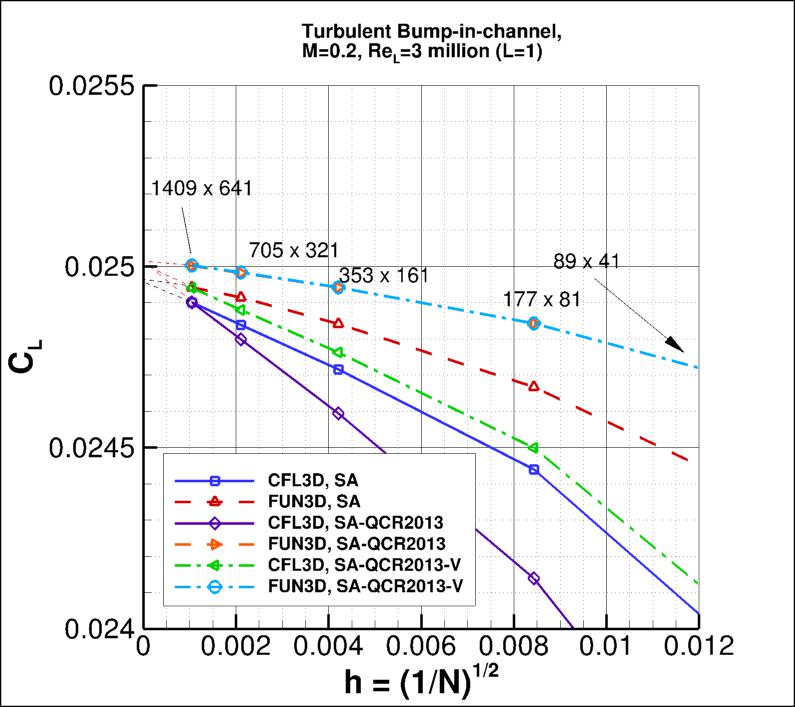 Turbulent Bump-in-channel,
M=0.2, ReL=3 million (L=1)
0.0255
1409 x 641
705 x 321
0.025
353 x 161
89 x 41
177 x 81
CL
0.0245
CFL3D, SA
FUN3D, SA
CFL3D, SA-QCR2013
FUN3D, SA-QCR2013
CFL3D, SA-QCR2013-V
FUN3D, SA-QCR2013-V
0.024
0 0.002 0.004 0.006 0.008 0.01 0.012
h = (1/N)1/2